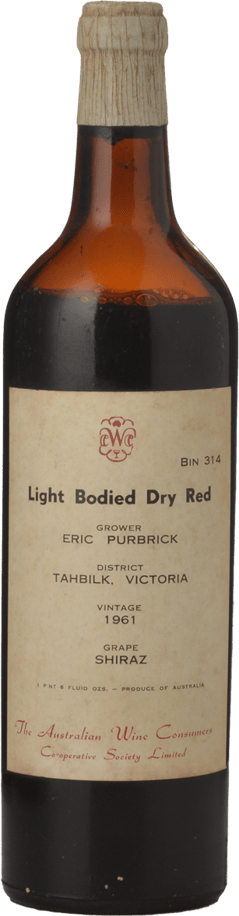 BIN 314
Light Bodied Dry Red
GROWER
ERIC PURBRICK
DISTRICT
TAHBILK, VICTORIA
VINTAGE
1961
GRAPE
SHIRAZ
1 PINT 6 FLUID OZS. — PRODUCE OF AUSTRALIA
The Australian Wine Consumers
Co-operative Society Limited